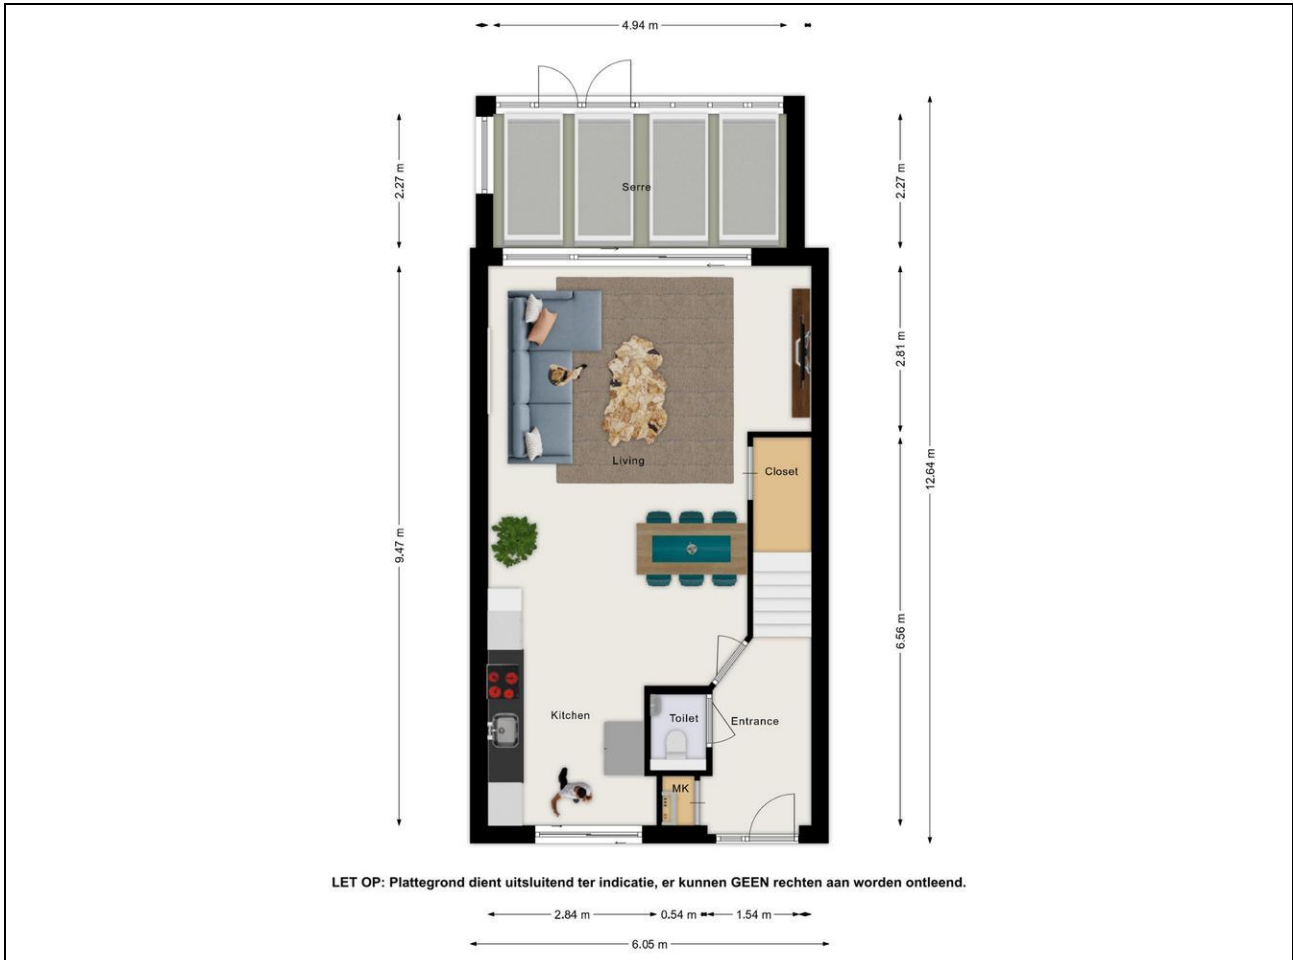 4.94 m
2.27 m
2.27 m
Serre
2.81 m
Living
Closet
12.64 m
9.47 m
6.56 m
Kitchen
Toilet
Entrance
MK
LET OP: Plattegrond dient uitsluitend ter indicatie, er kunnen GEEN rechten aan worden ontleend.
2.84 m
0.54 m
1.54 m
6.05 m